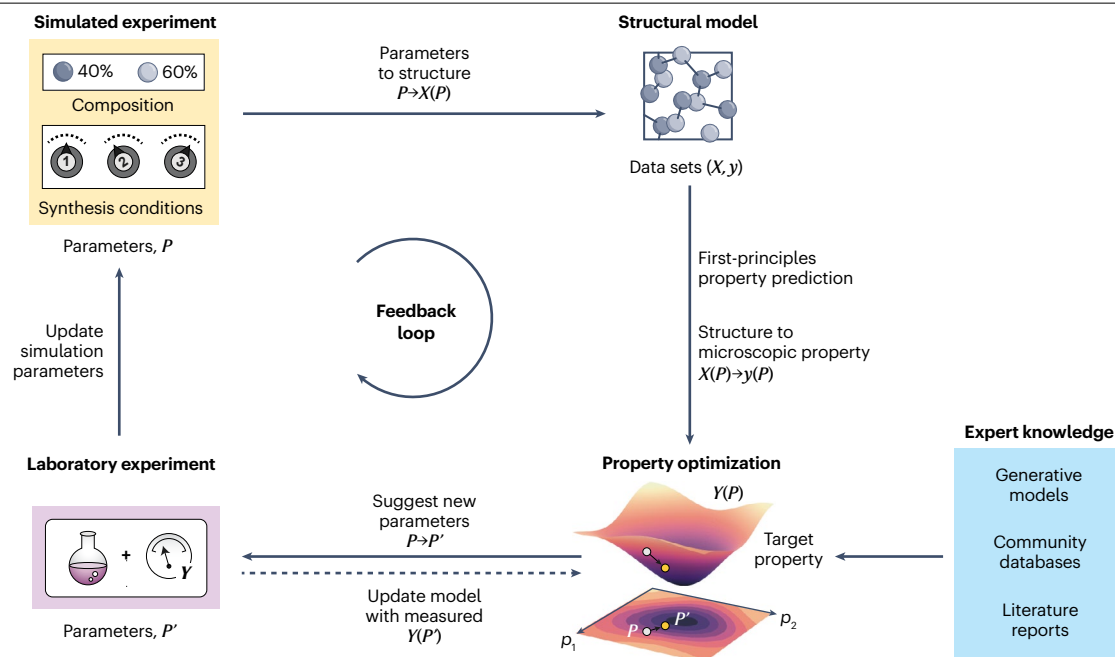 Simulated experiment
40%
60%
Composition
1
2
3
Synthesis conditions
Parameters, P
Parameters
to structure
P→X(P)
Structural model
Data sets (X, y)
First-principles
property prediction
Structure to
microscopic property
X(P)→y(P)
Feedback
loop
Update
simulation
parameters
Laboratory experiment
+
Y
Parameters, P'
Suggest new
parameters
P→P'
Update model
with measured
Y(P')
Property optimization
Y(P)
Target
property
P
P'
p1
p2
Expert knowledge
Generative
models
Community
databases
Literature
reports